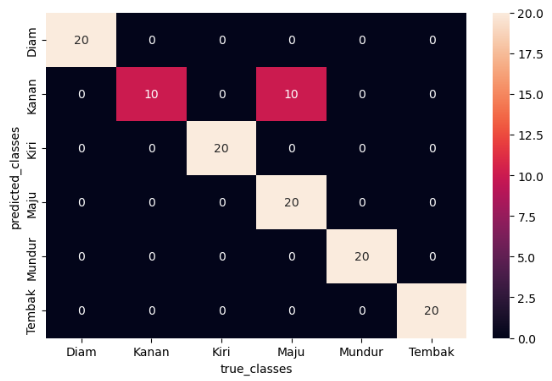 Diam 20 0 0 0 0 0
Kanan 0 10 0 10 0 0
Kiri 0 0 20 0 0 0
Maju 0 0 0 20 0 0
Mundur 0 0 0 0 20 0
Tembak 0 0 0 0 0 20
predicted_classes
Diam Kanan Kiri Maju Mundur Tembak
true_classes
20.0
17.5
15.0
12.5
10.0
7.5
5.0
2.5
0.0